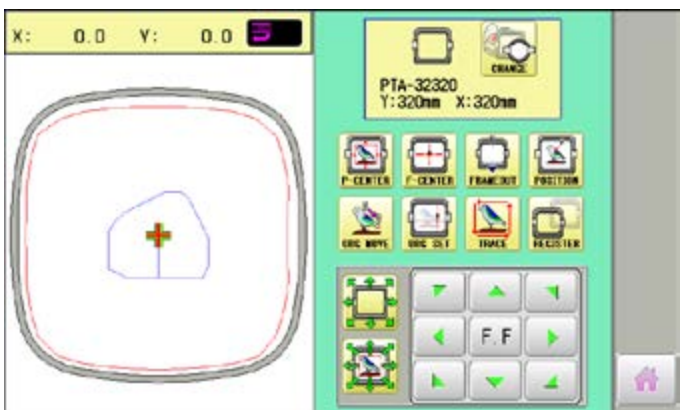 X: 0.0 Y: 0.0
CHANGE
PTA-32320
Y:320mm X:320mm
P-CENTER F-CENTER FRAMEOUT POSITION
ORG MOVE ORG SET TRACE REGISTER
F.F